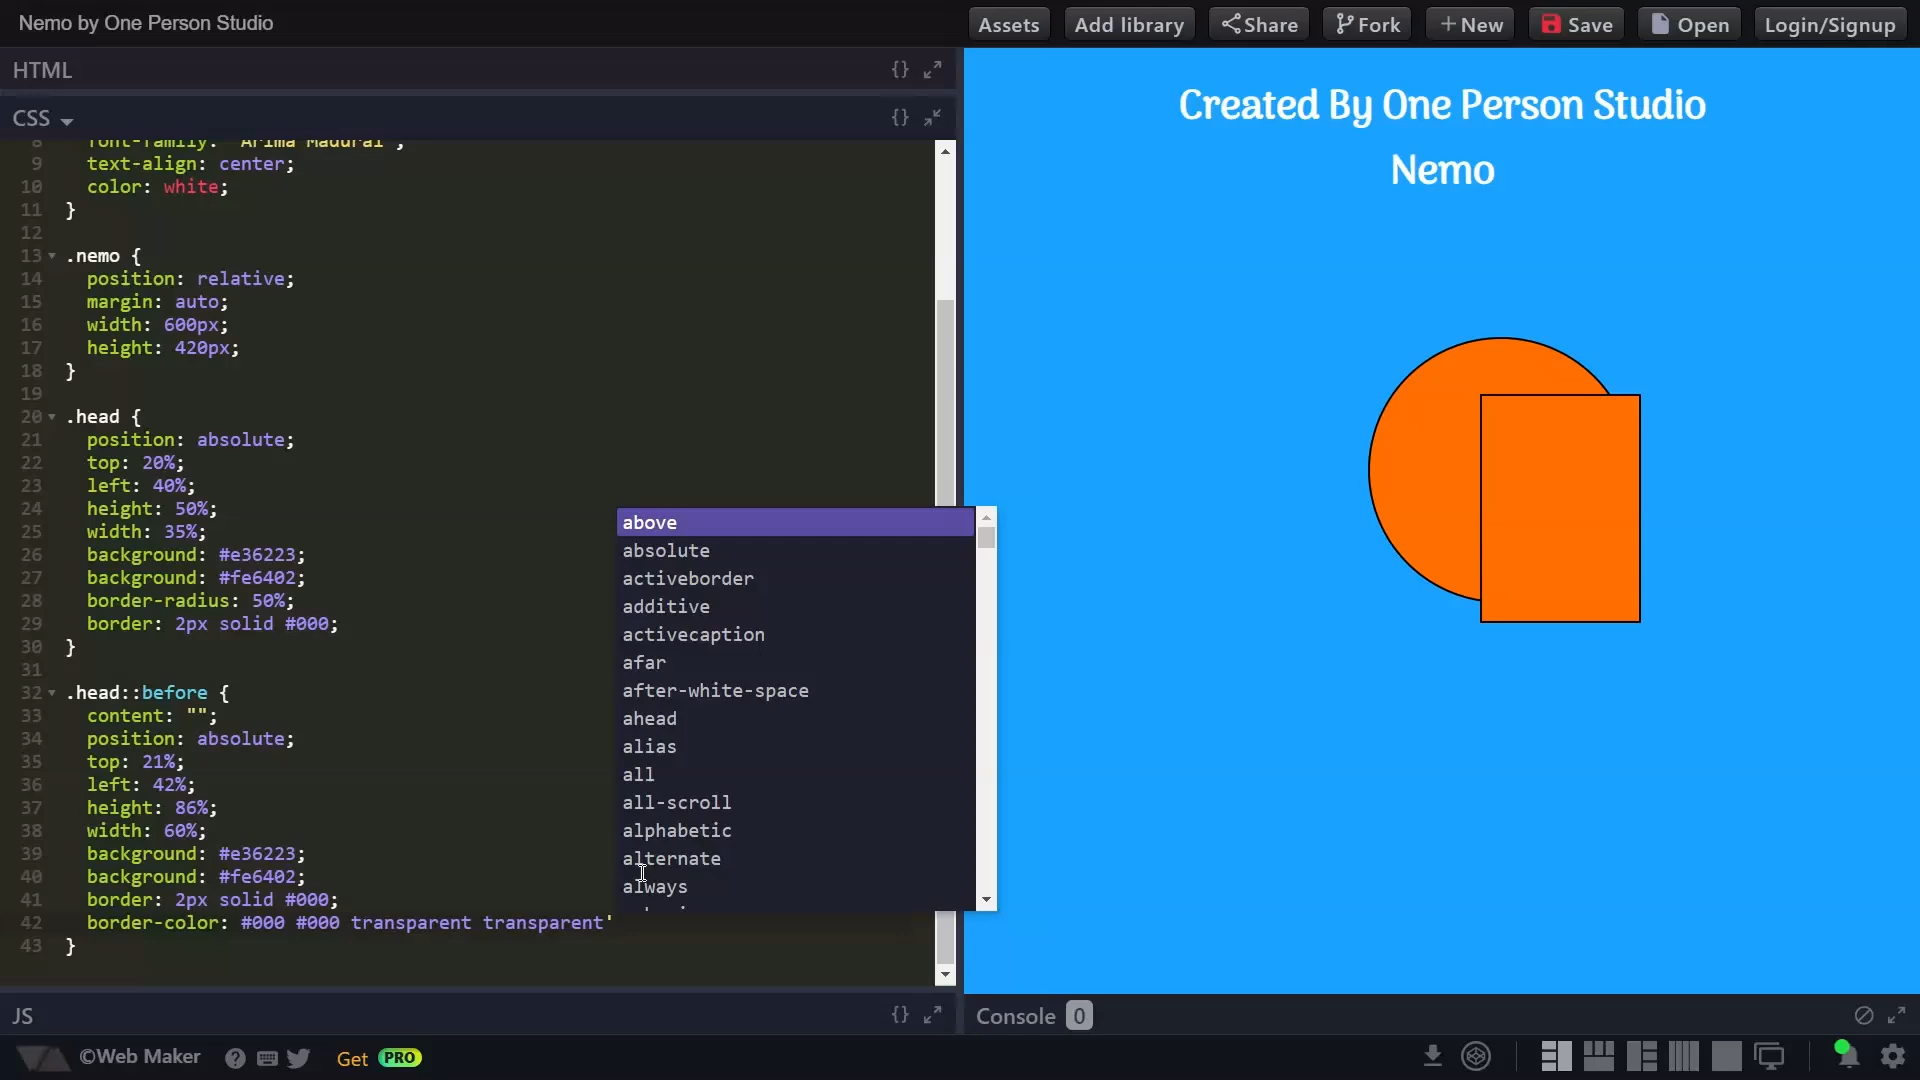 Nemo by One Person Studio
Assets
Add library
Share
Fork
+ New
Save
Open
Login/Signup
HTML
{}
CSS
{}
8 font-family: "Arima Madurai";
9 text-align: center;
10 color: white;
11 }
12
13 .nemo {
14 position: relative;
15 margin: auto;
16 width: 600px;
17 height: 420px;
18 }
19
20 .head {
21 position: absolute;
22 top: 20%;
23 left: 40%;
24 height: 50%;
25 width: 35%;
26 background: #e36223;
27 background: #fe6402;
28 border-radius: 50%;
29 border: 2px solid #000;
30 }
31
32 .head::before {
33 content: "";
34 position: absolute;
35 top: 21%;
36 left: 42%;
37 height: 86%;
38 width: 60%;
39 background: #e36223;
40 background: #fe6402;
41 border: 2px solid #000;
42 border-color: #000 #000 transparent transparent'
43 }
above
absolute
activeborder
additive
activecaption
afar
after-white-space
ahead
alias
all
all-scroll
alphabetic
alternate
always
Created By One Person Studio
Nemo
JS
{}
Console 0
©Web Maker
?
Get PRO